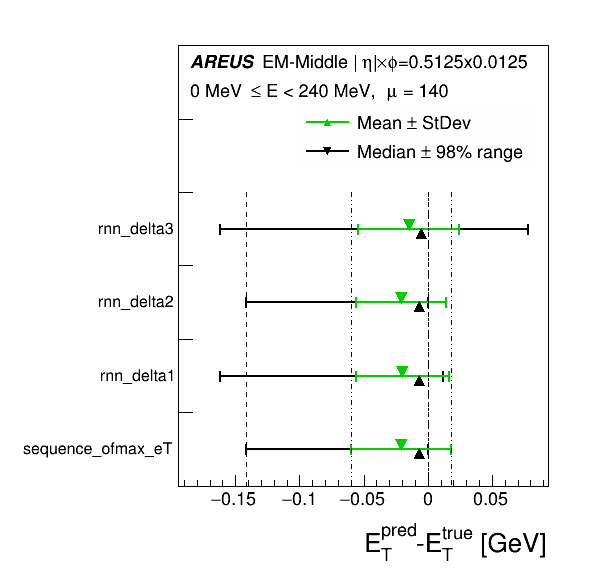 AREUS EM-Middle | η|×ϕ=0.5125x0.0125
0 MeV ≤ E < 240 MeV, μ = 140
Mean ± StDev
Median ± 98% range
rnn_delta3
rnn_delta2
rnn_delta1
sequence_ofmax_eT
−0.15 −0.1 −0.05 0 0.05
E_T^pred-E_T^true [GeV]